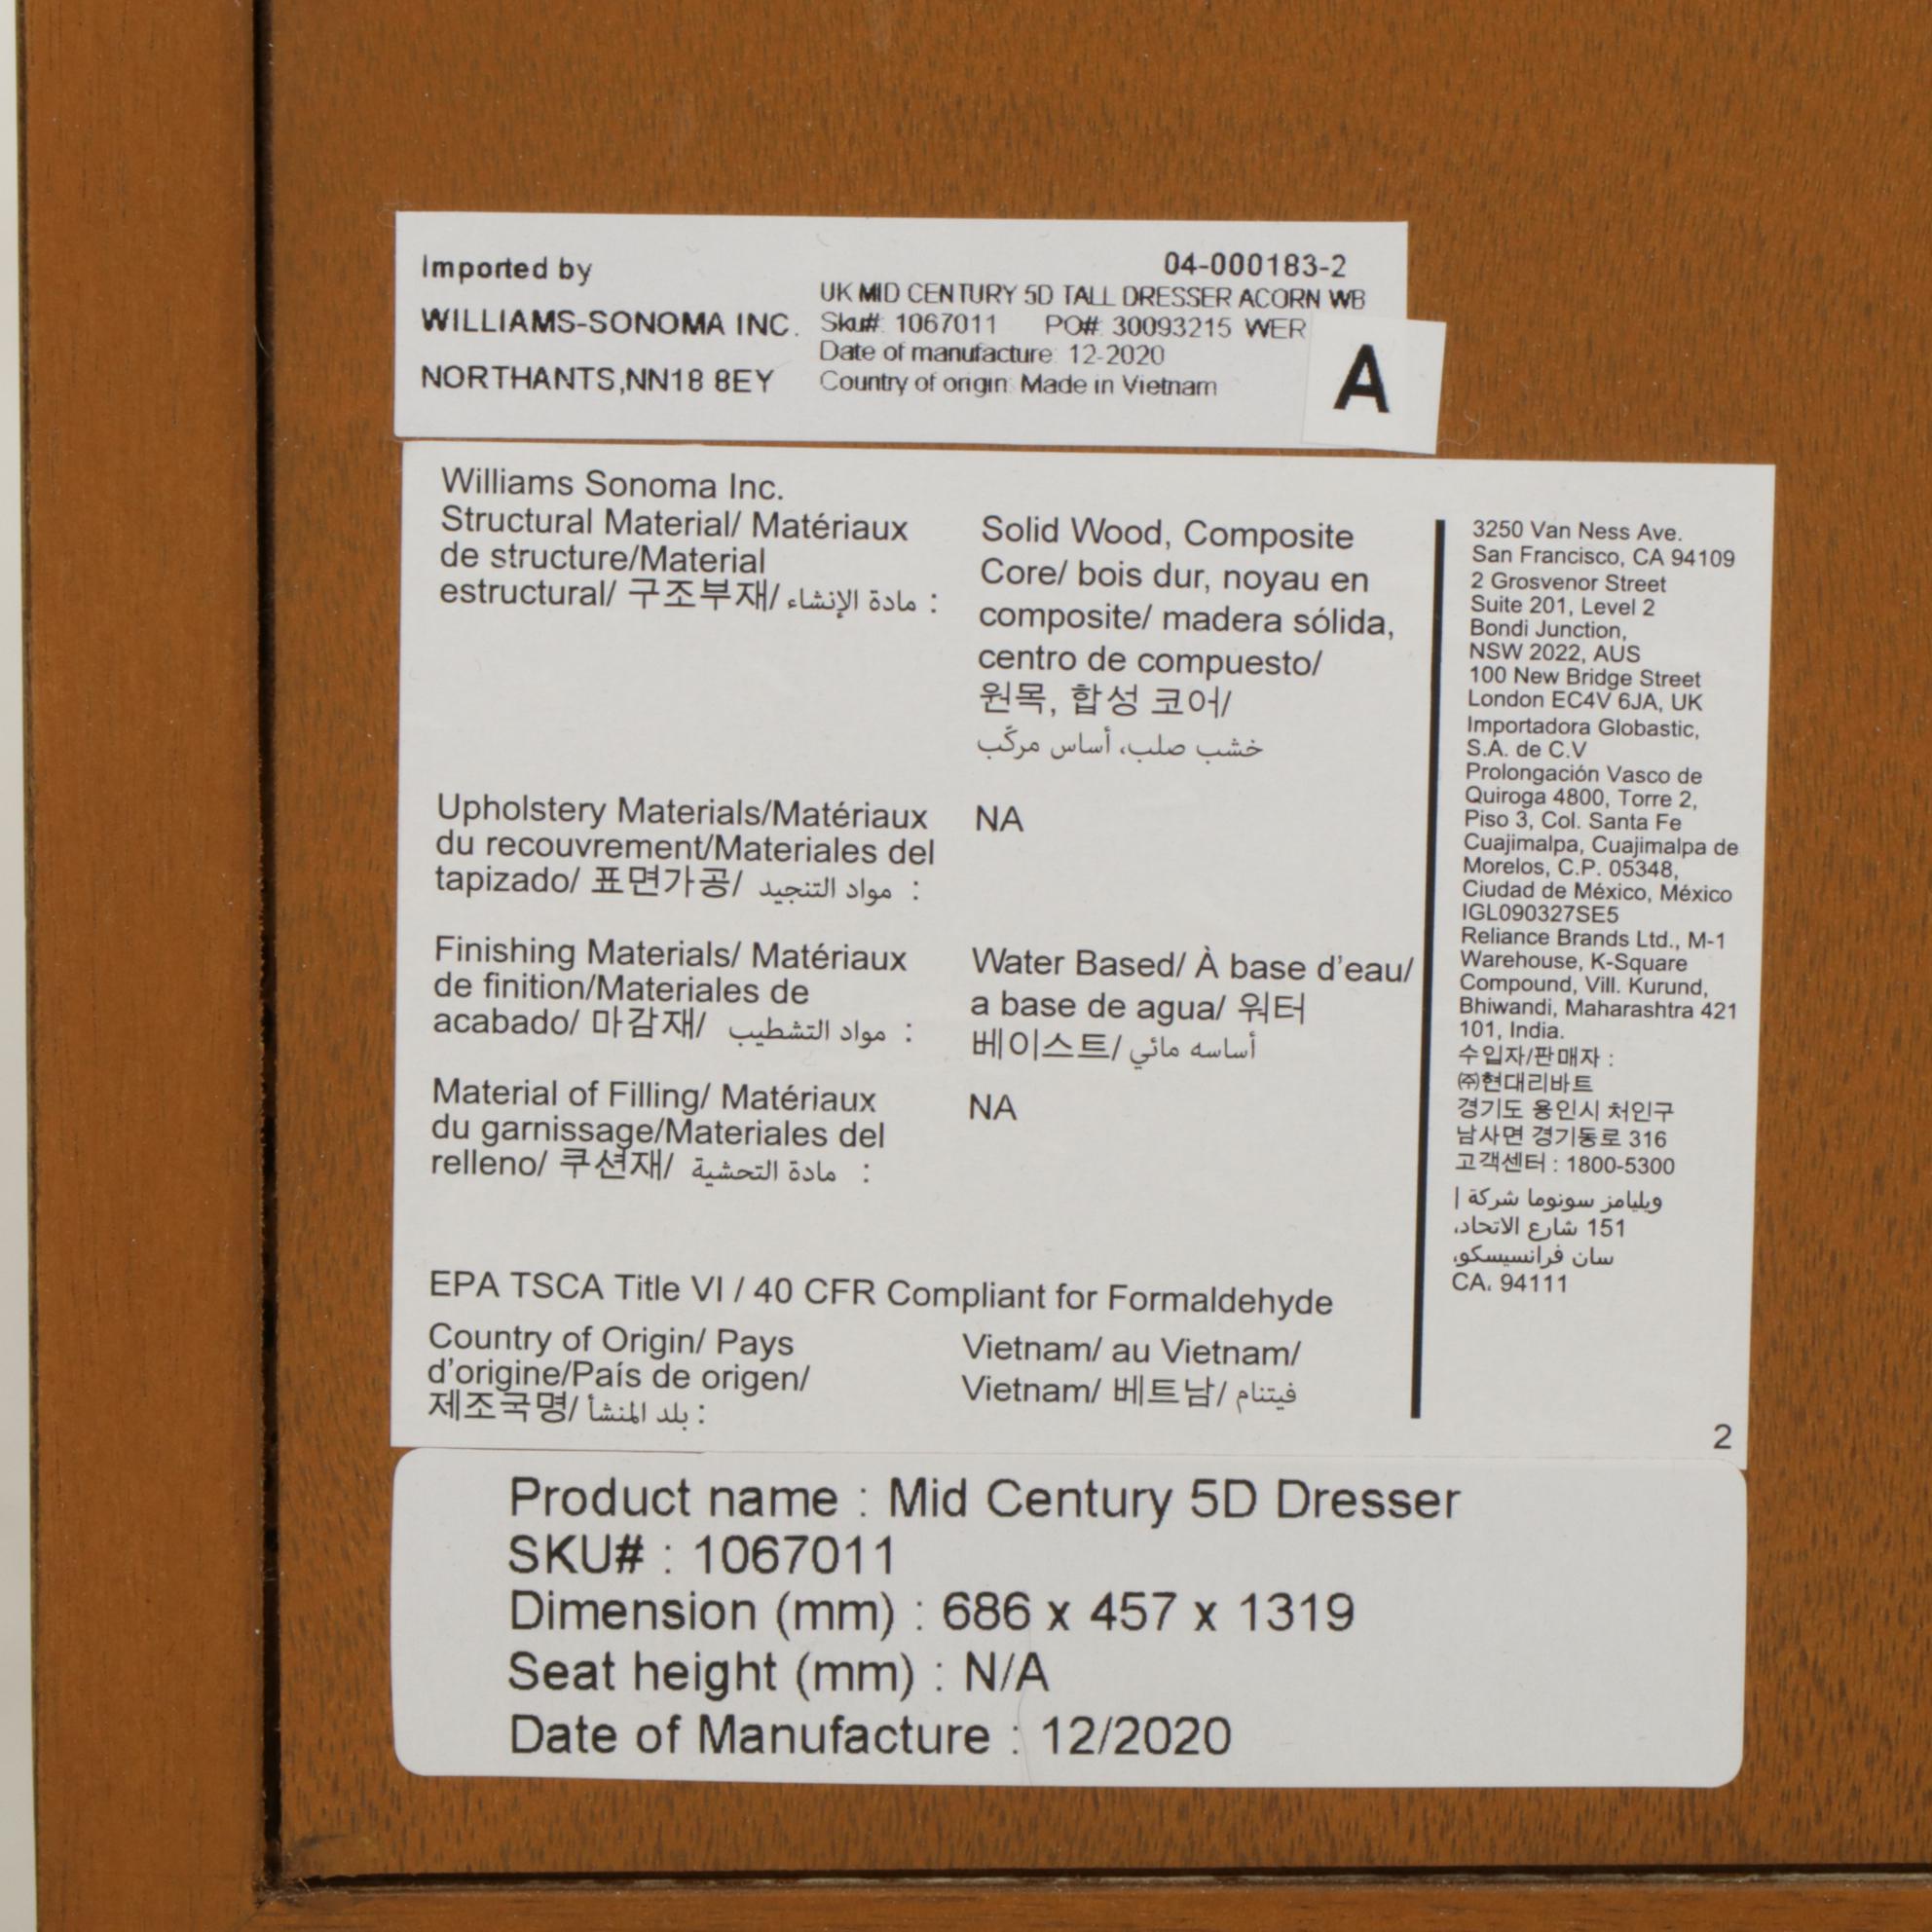 Imported by
WILLIAMS-SONOMA INC.
NORTHANTS,NN18 8EY
04-000183-2
UK MID CENTURY 5D TALL DRESSER ACORN WB
Sku#: 1067011 PO#: 30093215 WER
Date of manufacture: 12-2020
Country of origin: Made in Vietnam
A
Williams Sonoma Inc.
Structural Material/ Matériaux
de structure/Material
estructural/ 구조부재/ مادة الإنشاء :
Solid Wood, Composite
Core/ bois dur, noyau en
composite/ madera sólida,
centro de compuesto/
원목, 합성 코어/
خشب صلب، أساس مركّب
Upholstery Materials/Matériaux
du recouvrement/Materiales del
tapizado/ 표면가공/ مواد التنجيد :
NA
Finishing Materials/ Matériaux
de finition/Materiales de
acabado/ 마감재/ مواد التشطيب :
Water Based/ À base d'eau/
a base de agua/ 워터
베이스트/ أساسه مائي
Material of Filling/ Matériaux
du garnissage/Materiales del
relleno/ 쿠션재/ مادة التحشية :
NA
EPA TSCA Title VI / 40 CFR Compliant for Formaldehyde
Country of Origin/ Pays
d'origine/País de origen/
제조국명/ بلد المنشأ :
Vietnam/ au Vietnam/
Vietnam/ 베트남/ فيتنام
3250 Van Ness Ave.
San Francisco, CA 94109
2 Grosvenor Street
Suite 201, Level 2
Bondi Junction,
NSW 2022, AUS
100 New Bridge Street
London EC4V 6JA, UK
Importadora Globastic,
S.A. de C.V
Prolongación Vasco de
Quiroga 4800, Torre 2,
Piso 3, Col. Santa Fe
Cuajimalpa, Cuajimalpa de
Morelos, C.P. 05348,
Ciudad de México, México
IGL090327SE5
Reliance Brands Ltd., M-1
Warehouse, K-Square
Compound, Vill. Kurund,
Bhiwandi, Maharashtra 421
101, India.
수입자/판매자 :
㈜현대리바트
경기도 용인시 처인구
남사면 경기동로 316
고객센터 : 1800-5300
ويليامز سونوما شركة |
151 شارع الاتحاد،
سان فرانسيسكو،
CA. 94111
2
Product name : Mid Century 5D Dresser
SKU# : 1067011
Dimension (mm) : 686 x 457 x 1319
Seat height (mm) : N/A
Date of Manufacture : 12/2020